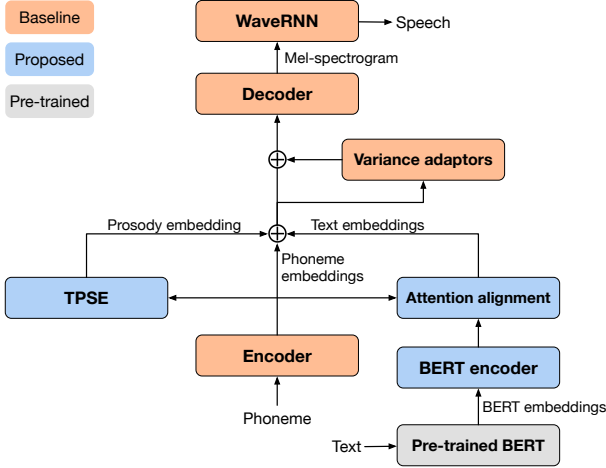 Baseline
Proposed
Pre-trained
WaveRNN
Speech
Mel-spectrogram
Decoder
Variance adaptors
Prosody embedding
Text embeddings
Phoneme
embeddings
TPSE
Attention alignment
Encoder
BERT encoder
Phoneme
BERT embeddings
Text
Pre-trained BERT